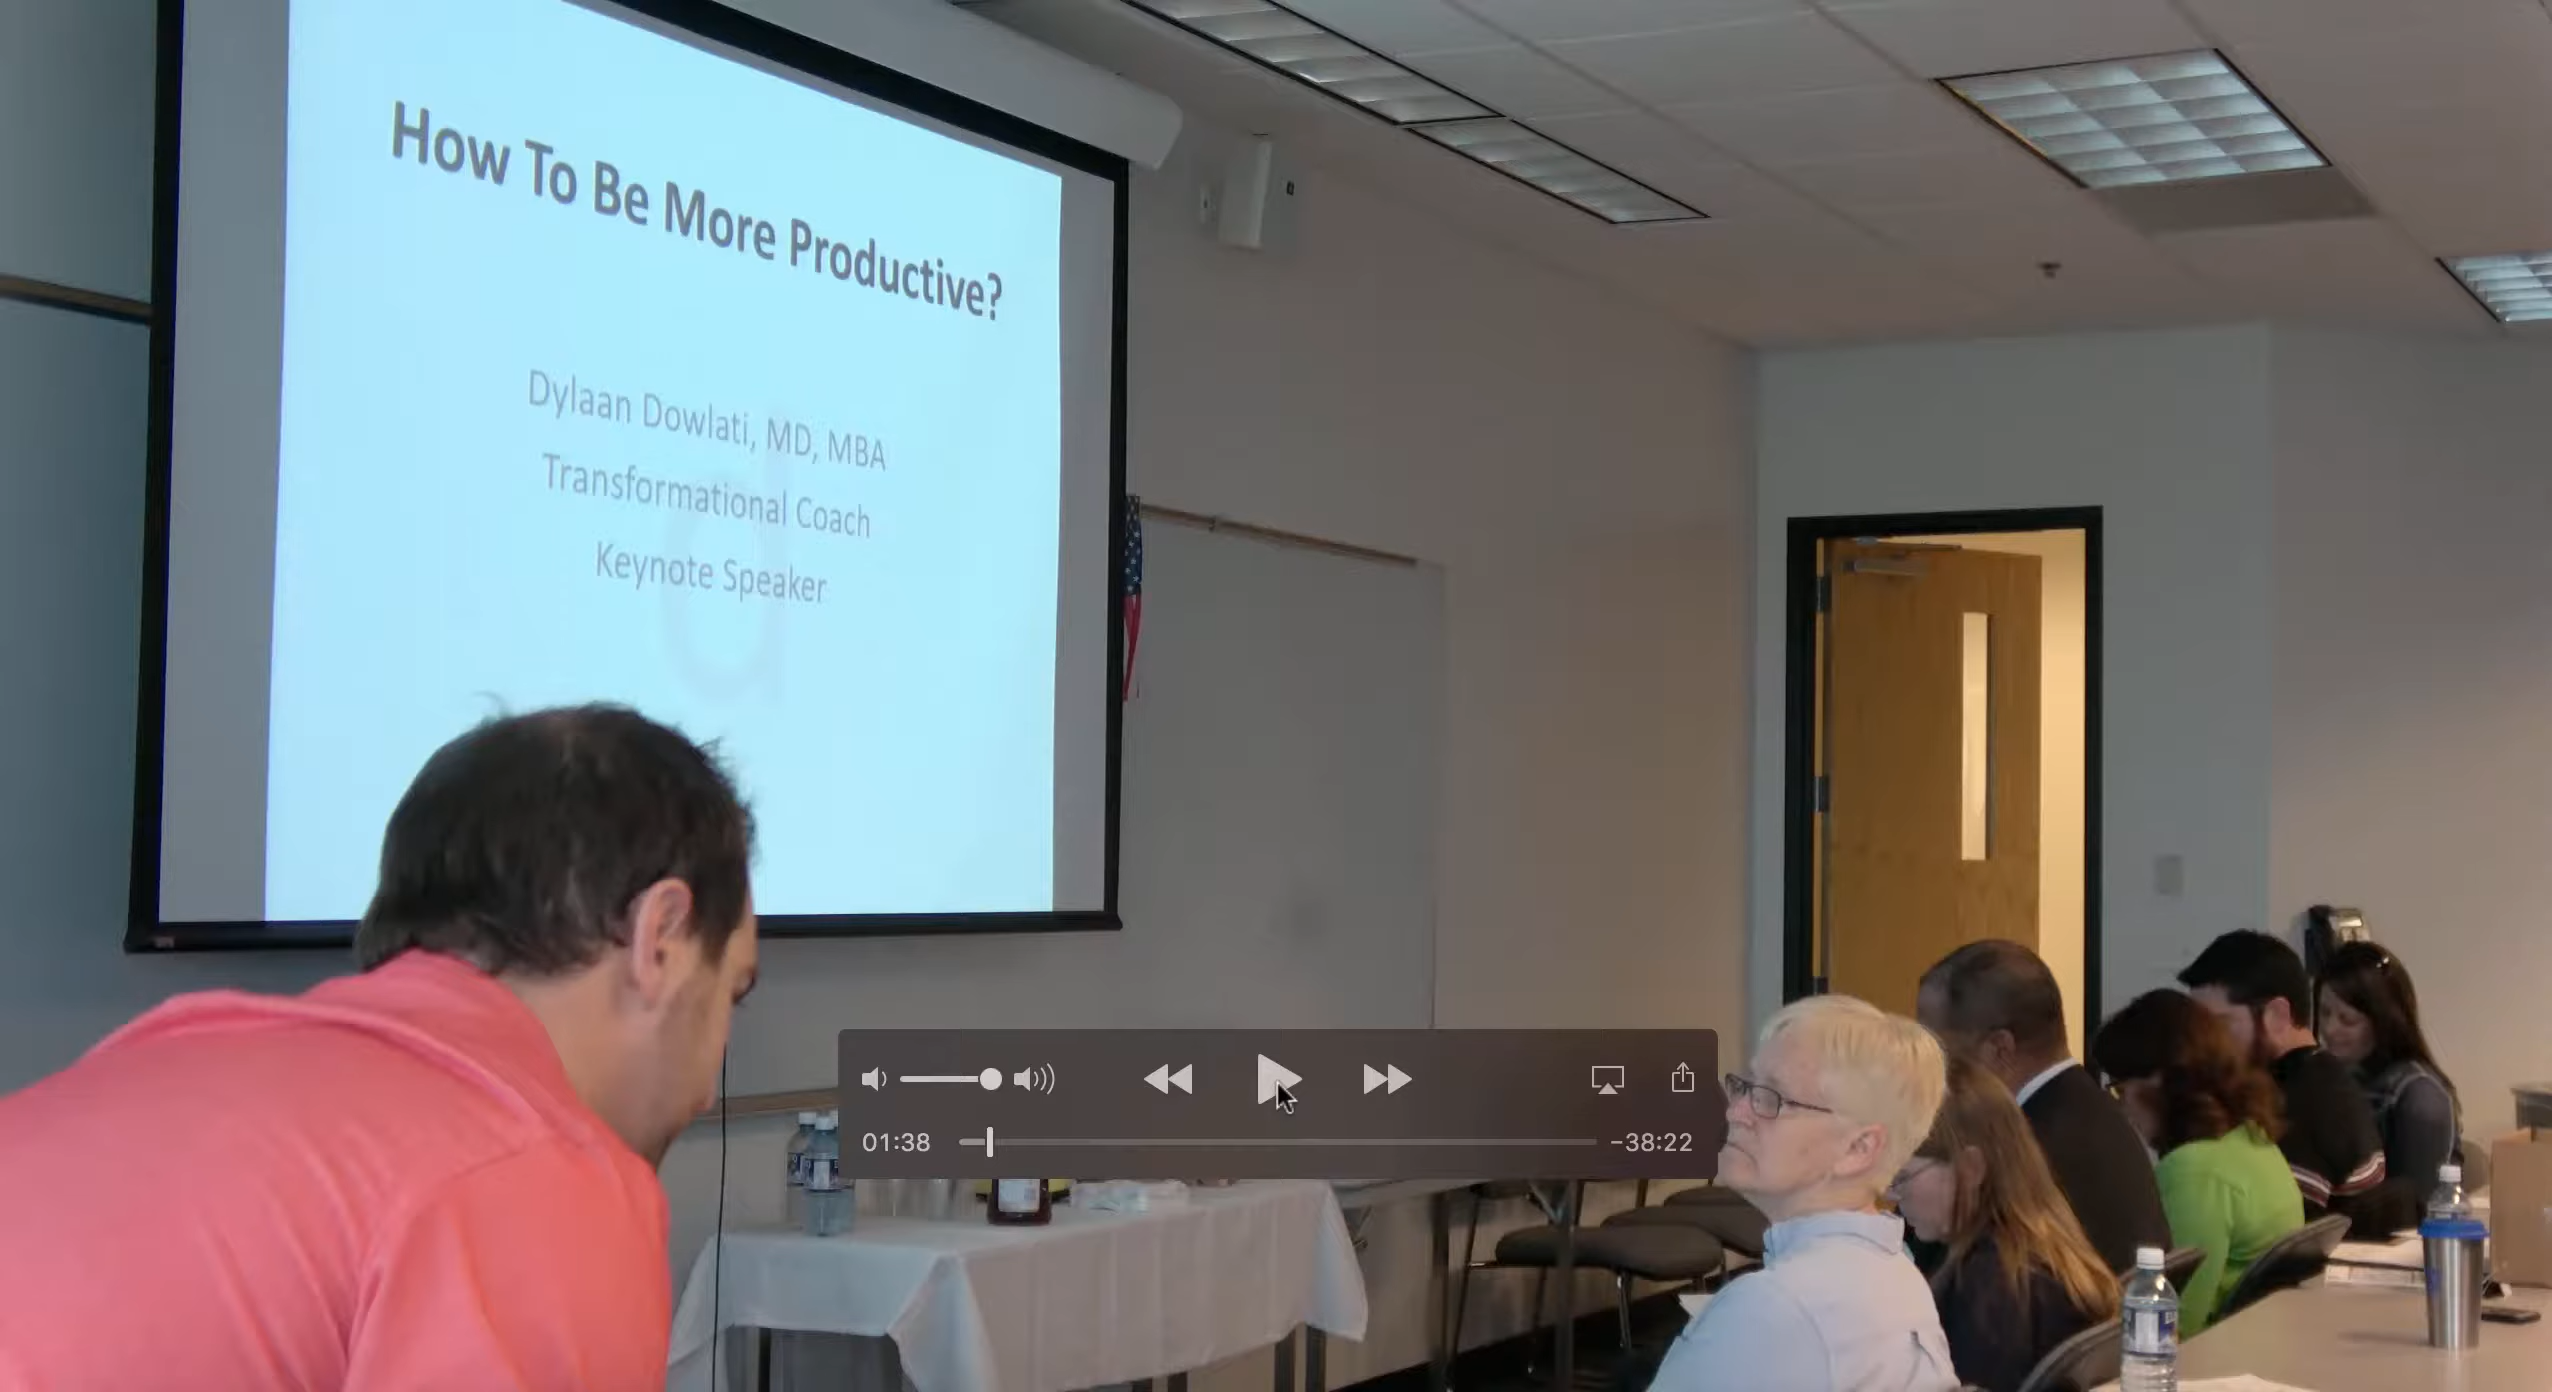 How To Be More Productive?
Dylaan Dowlati, MD, MBA
Transformational Coach
Keynote Speaker
d
01:38
-38:22